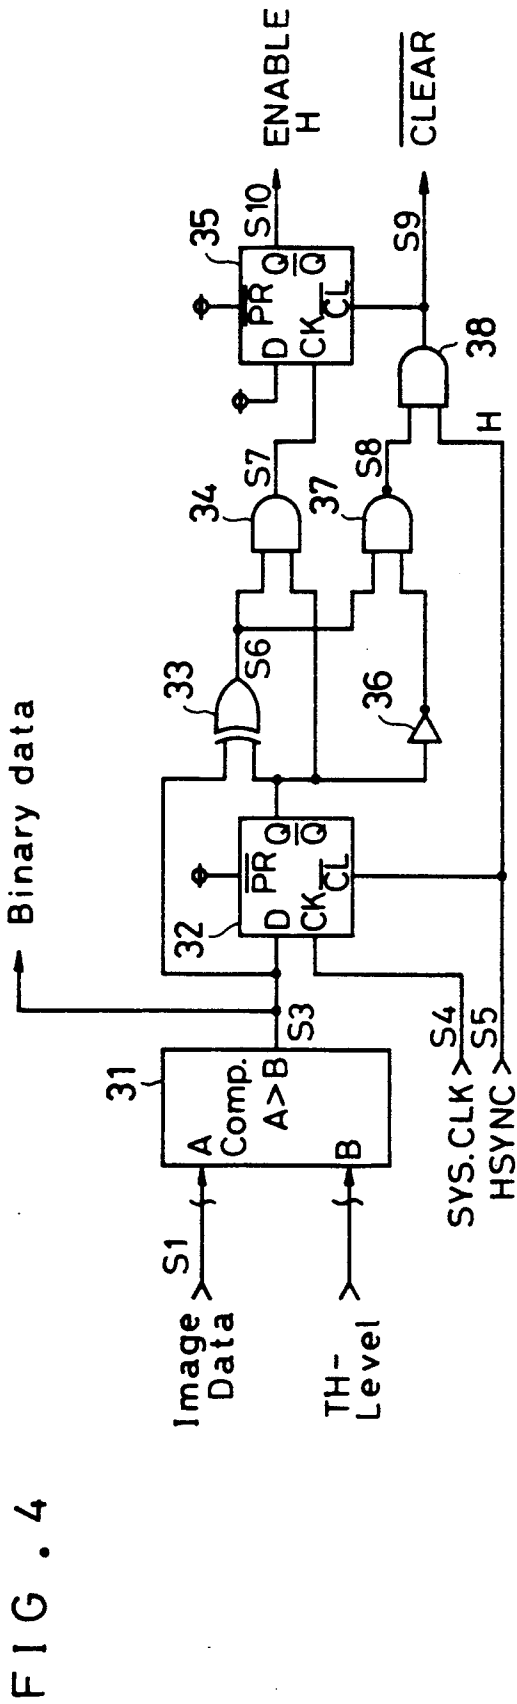 FIG. 4
Binary data
Image
Data
S1
TH-
Level
31
A
Comp.
A>B
B
S3
SYS.CLK
S4
HSYNC
S5
32
PR
D
Q
CK
Q
CL
33
S6
36
34
S7
37
S8
H
38
35
PR
D
Q
CK
Q
CL
S10
ENABLE
H
S9
CLEAR